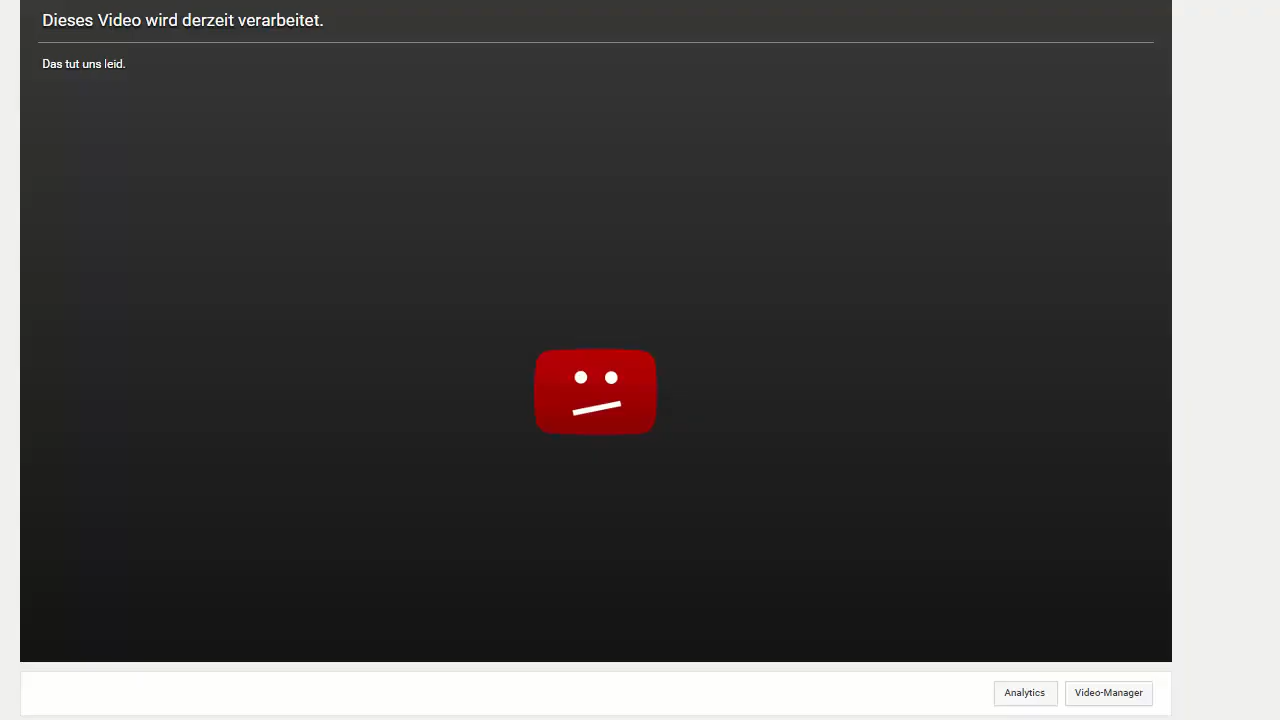 Dieses Video wird derzeit verarbeitet.
Das tut uns leid.
Analytics
Video-Manager